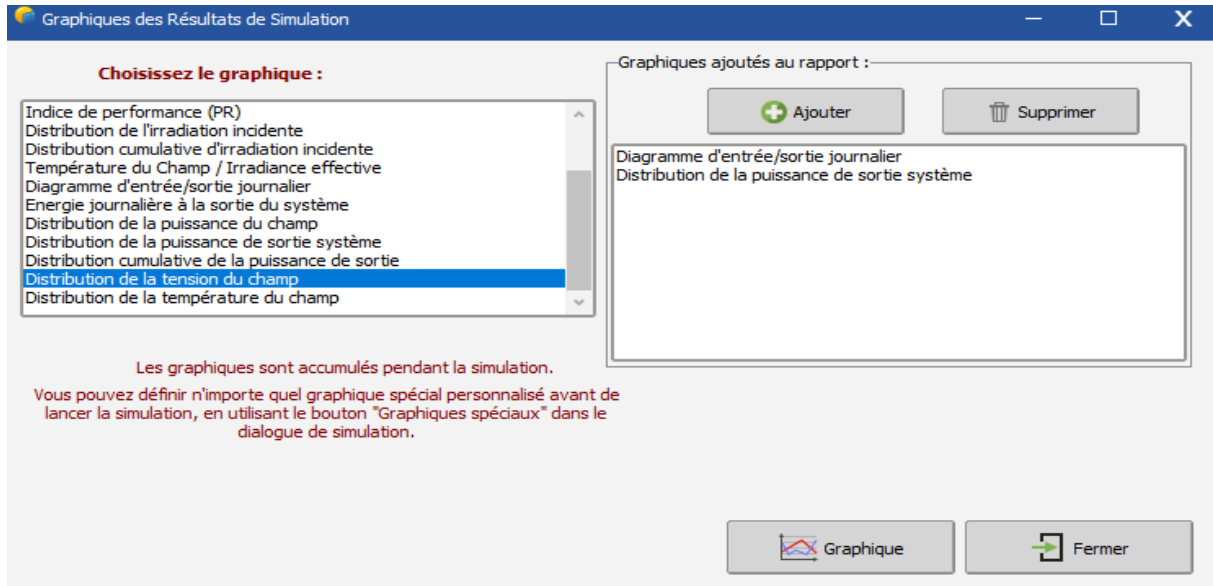 Graphiques des Résultats de Simulation
Choisissez le graphique :
Indice de performance (PR)
Distribution de l'irradiation incidente
Distribution cumulative d'irradiation incidente
Température du Champ / Irradiance effective
Diagramme d'entrée/sortie journalier
Energie journalière à la sortie du système
Distribution de la puissance du champ
Distribution de la puissance de sortie système
Distribution cumulative de la puissance de sortie
Distribution de la tension du champ
Distribution de la température du champ
Les graphiques sont accumulés pendant la simulation.
Vous pouvez définir n'importe quel graphique spécial personnalisé avant de
lancer la simulation, en utilisant le bouton "Graphiques spéciaux" dans le
dialogue de simulation.
Graphiques ajoutés au rapport :
Ajouter
Supprimer
Diagramme d'entrée/sortie journalier
Distribution de la puissance de sortie système
Graphique
Fermer